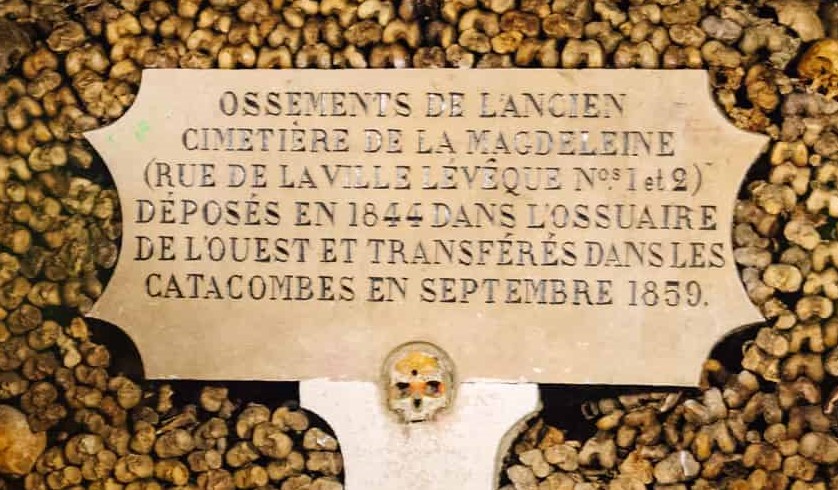 OSSEMENTS DE L'ANCIEN
CIMETIÈRE DE LA MAGDELEINE
(RUE DE LA VILLE LÉVÊQUE Nos. 1 et 2)
DÉPOSÉS EN 1844 DANS L'OSSUAIRE
DE L'OUEST ET TRANSFÉRÉS DANS LES
CATACOMBES EN SEPTEMBRE 1859.